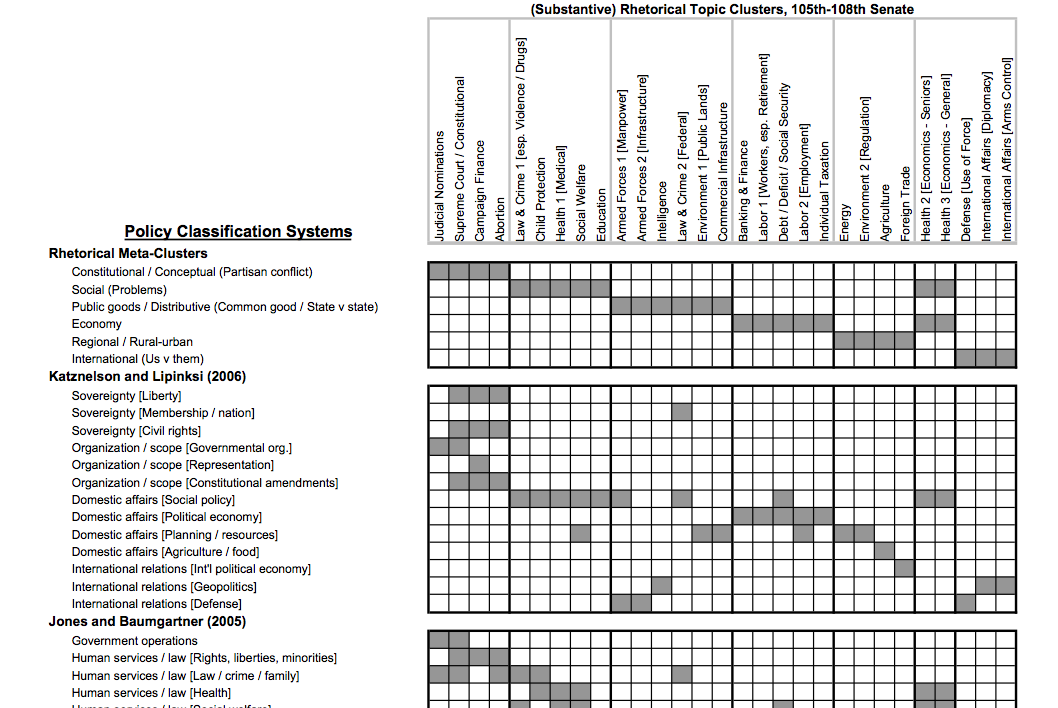 (Substantive) Rhetorical Topic Clusters, 105th-108th Senate
Judicial Nominations
Supreme Court / Constitutional
Campaign Finance
Abortion
Law & Crime 1 [esp. Violence / Drugs]
Child Protection
Health 1 [Medical]
Social Welfare
Education
Armed Forces 1 [Manpower]
Armed Forces 2 [Infrastructure]
Intelligence
Law & Crime 2 [Federal]
Environment 1 [Public Lands]
Commercial Infrastructure
Banking & Finance
Labor 1 [Workers, esp. Retirement]
Debt / Deficit / Social Security
Labor 2 [Employment]
Individual Taxation
Energy
Environment 2 [Regulation]
Agriculture
Foreign Trade
Health 2 [Economics - Seniors]
Health 3 [Economics - General]
Defense [Use of Force]
International Affairs [Diplomacy]
International Affairs [Arms Control]
Policy Classification Systems
Rhetorical Meta-Clusters
Constitutional / Conceptual (Partisan conflict)
Social (Problems)
Public goods / Distributive (Common good / State v state)
Economy
Regional / Rural-urban
International (Us v them)
Katznelson and Lipinksi (2006)
Sovereignty [Liberty]
Sovereignty [Membership / nation]
Sovereignty [Civil rights]
Organization / scope [Governmental org.]
Organization / scope [Representation]
Organization / scope [Constitutional amendments]
Domestic affairs [Social policy]
Domestic affairs [Political economy]
Domestic affairs [Planning / resources]
Domestic affairs [Agriculture / food]
International relations [Int'l political economy]
International relations [Geopolitics]
International relations [Defense]
Jones and Baumgartner (2005)
Government operations
Human services / law [Rights, liberties, minorities]
Human services / law [Law / crime / family]
Human services / law [Health]
Human services / law [Social welfare]